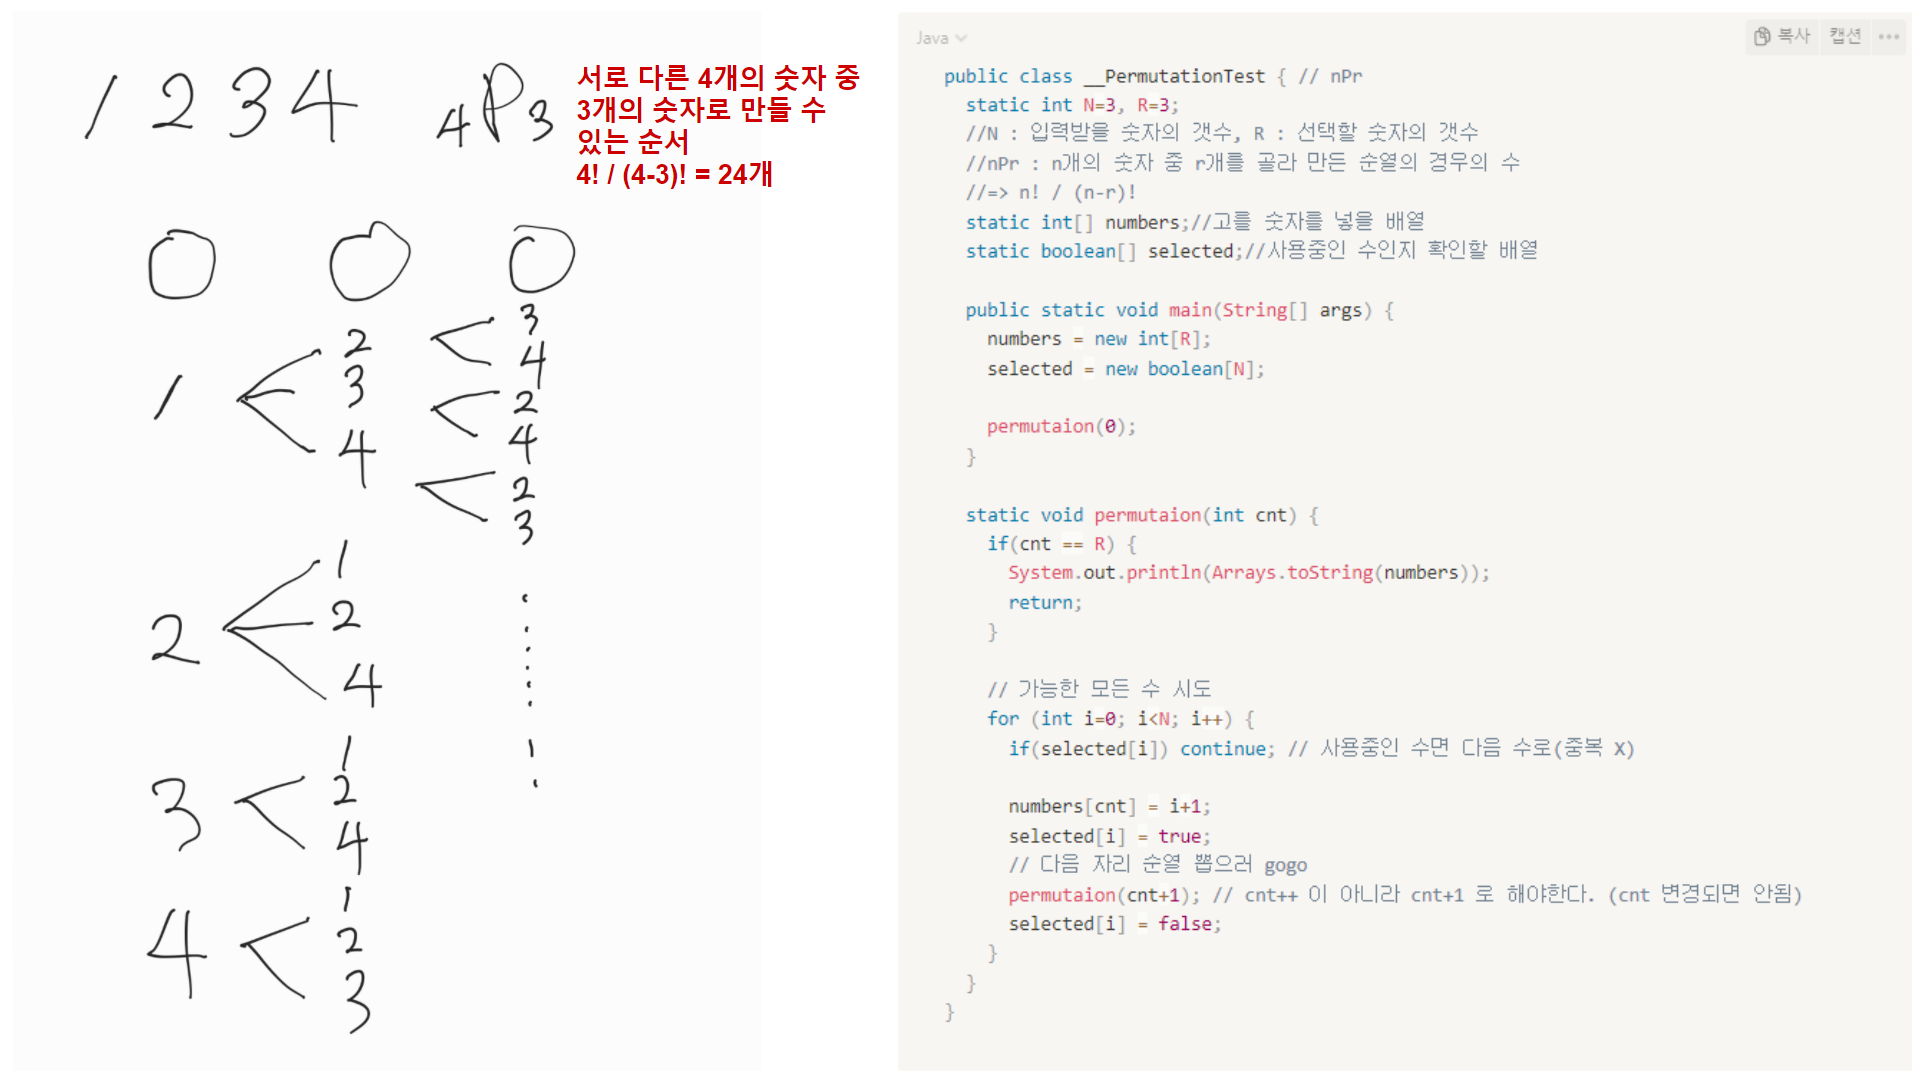 1 2 3 4
4P3
서로 다른 4개의 숫자 중
3개의 숫자로 만들 수
있는 순서
4! / (4-3)! = 24개
1
2
3
4
3
4
2
4
2
3
2
1
2
4
3
1
2
4
4
1
2
3
Java
복사 캡션
public class __PermutationTest { // nPr
static int N=3, R=3;
//N : 입력받을 숫자의 갯수, R : 선택할 숫자의 갯수
//nPr : n개의 숫자 중 r개를 골라 만든 순열의 경우의 수
//=> n! / (n-r)!
static int[] numbers;//고를 숫자를 넣을 배열
static boolean[] selected;//사용중인 수인지 확인할 배열
public static void main(String[] args) {
numbers = new int[R];
selected = new boolean[N];
permutaion(0);
}
static void permutaion(int cnt) {
if(cnt == R) {
System.out.println(Arrays.toString(numbers));
return;
}
// 가능한 모든 수 시도
for (int i=0; i<N; i++) {
if(selected[i]) continue; // 사용중인 수면 다음 수로(중복 X)
numbers[cnt] = i+1;
selected[i] = true;
// 다음 자리 순열 뽑으러 gogo
permutaion(cnt+1); // cnt++ 이 아니라 cnt+1 로 해야한다. (cnt 변경되면 안됨)
selected[i] = false;
}
}
}